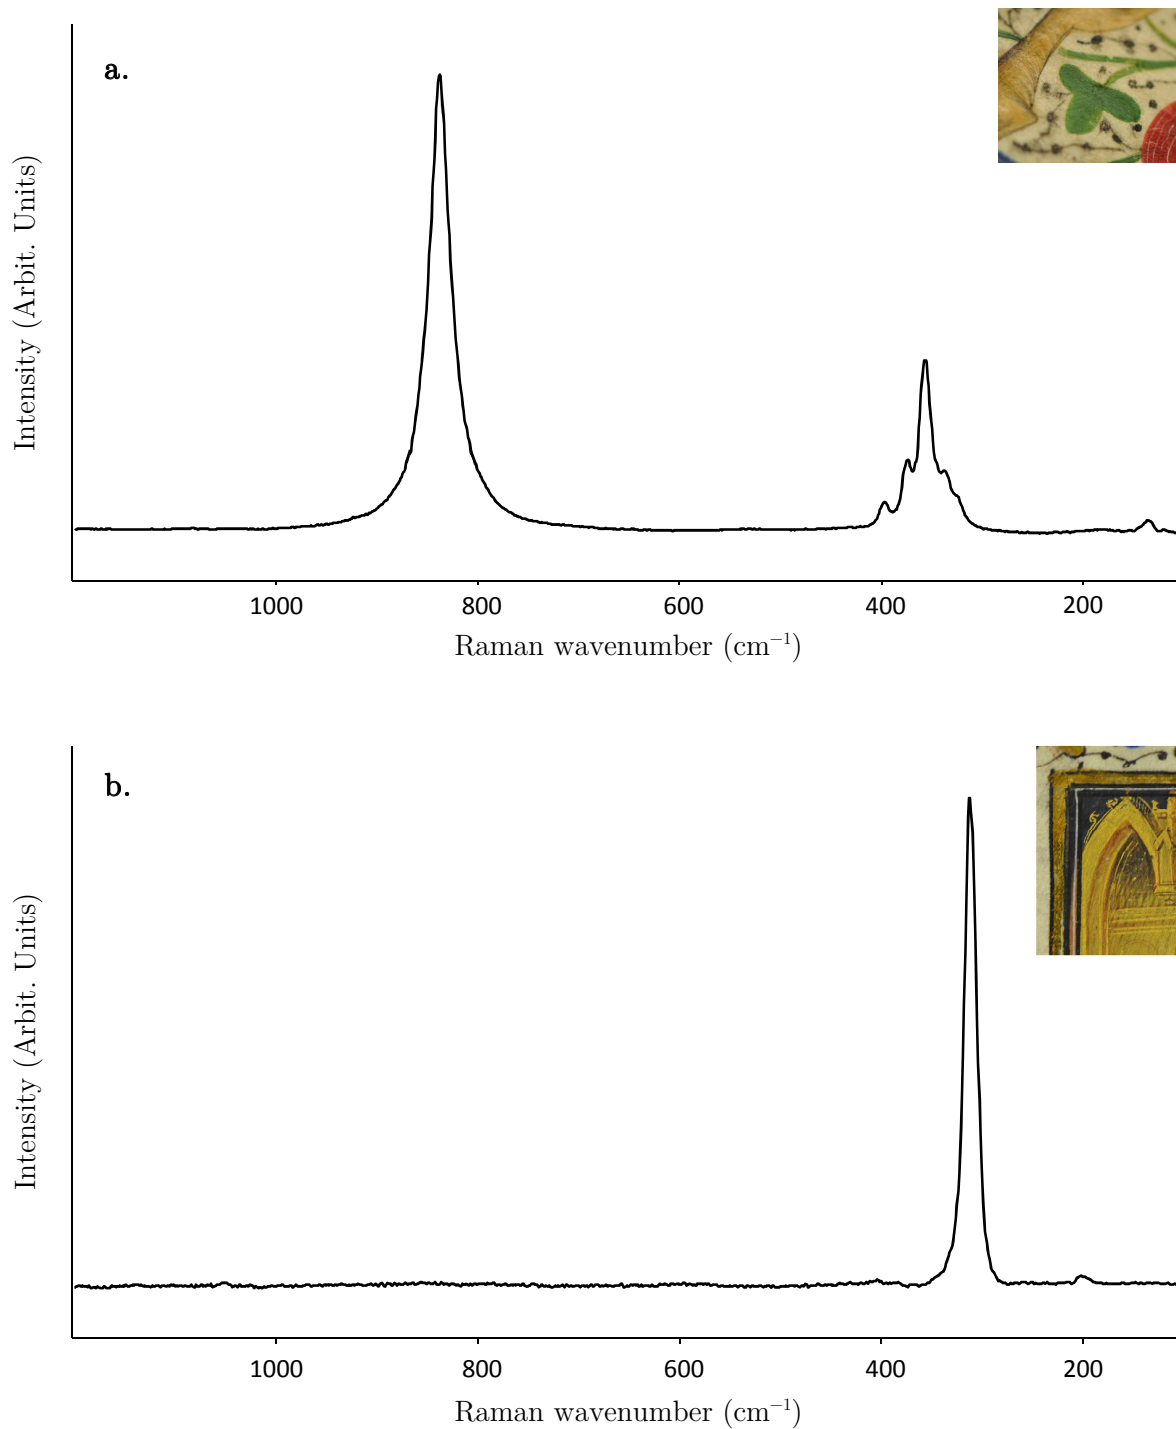 a.
Intensity (Arbit. Units)
1000 800 600 400 200
Raman wavenumber (cm⁻¹)
b.
Intensity (Arbit. Units)
1000 800 600 400 200
Raman wavenumber (cm⁻¹)